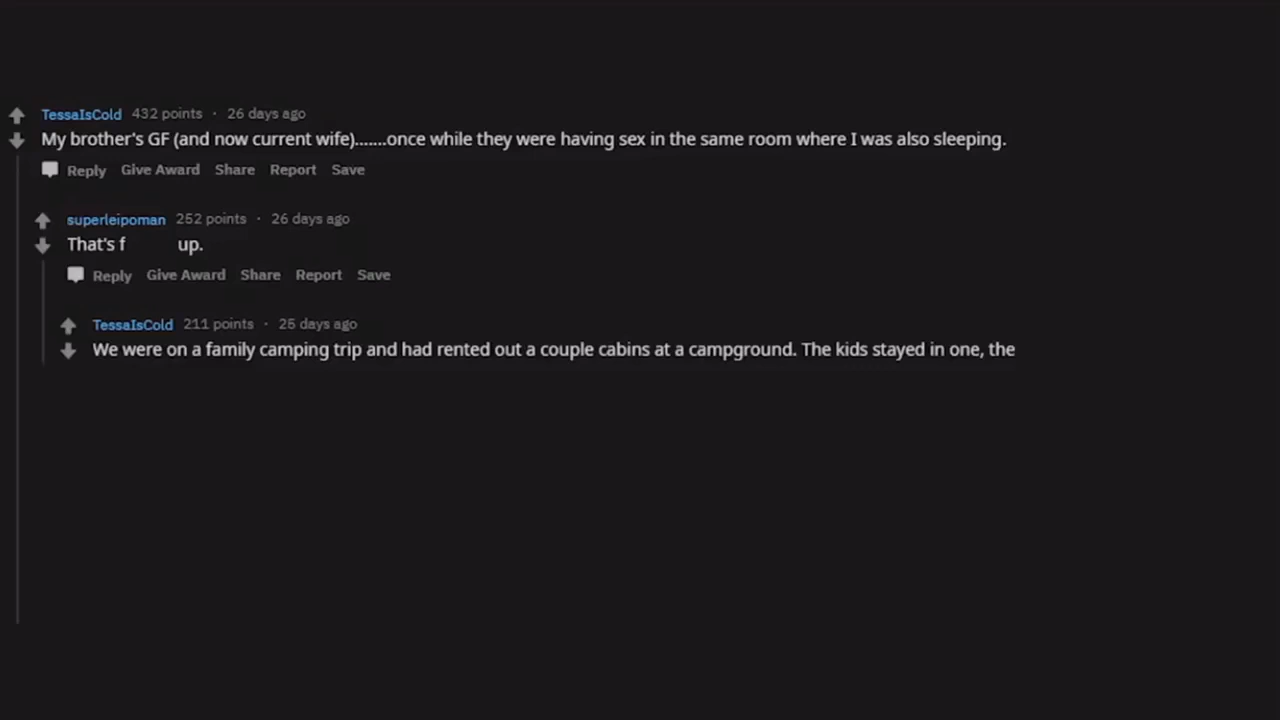 TessaIsCold 432 points · 26 days ago
My brother's GF (and now current wife).......once while they were having sex in the same room where I was also sleeping.
Reply Give Award Share Report Save
superleipoman 252 points · 26 days ago
That's f up.
Reply Give Award Share Report Save
TessaIsCold 211 points · 25 days ago
We were on a family camping trip and had rented out a couple cabins at a campground. The kids stayed in one, the